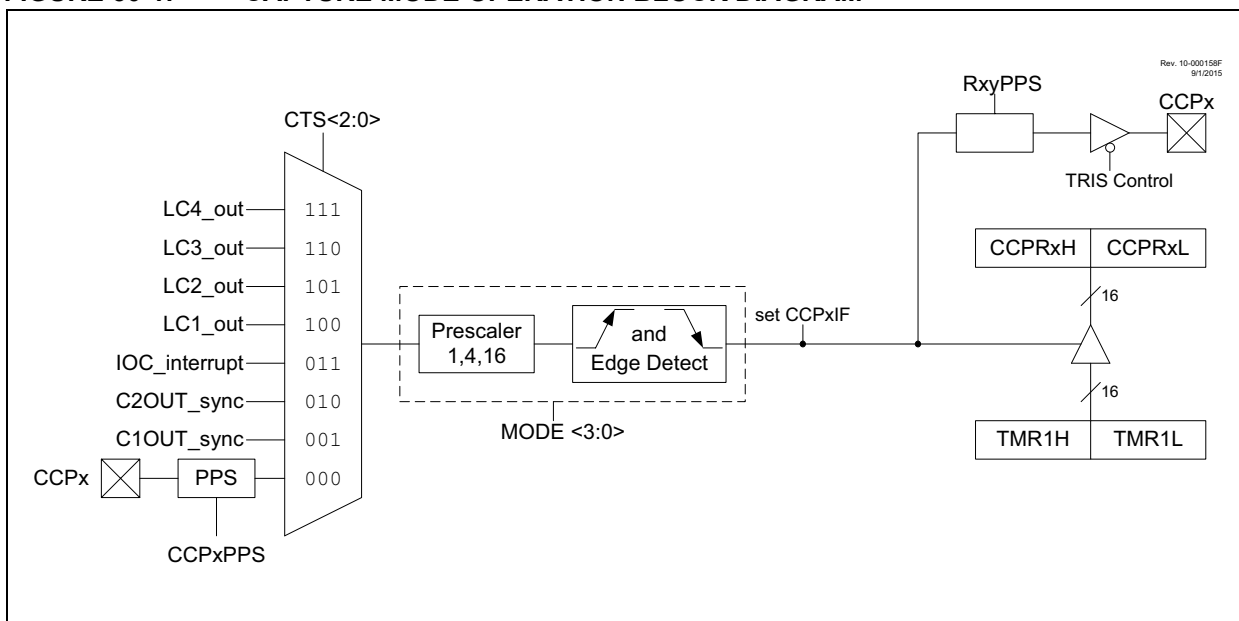 Rev. 10-000158F
9/1/2015
RxyPPS
CCPx
CTS<2:0>
TRIS Control
LC4_out 111
LC3_out 110
CCPRxH CCPRxL
LC2_out 101
16
LC1_out 100
set CCPxIF
Prescaler
1,4,16
and
Edge Detect
IOC_interrupt 011
16
C2OUT_sync 010
MODE <3:0>
C1OUT_sync 001
TMR1H TMR1L
CCPx PPS 000
CCPxPPS